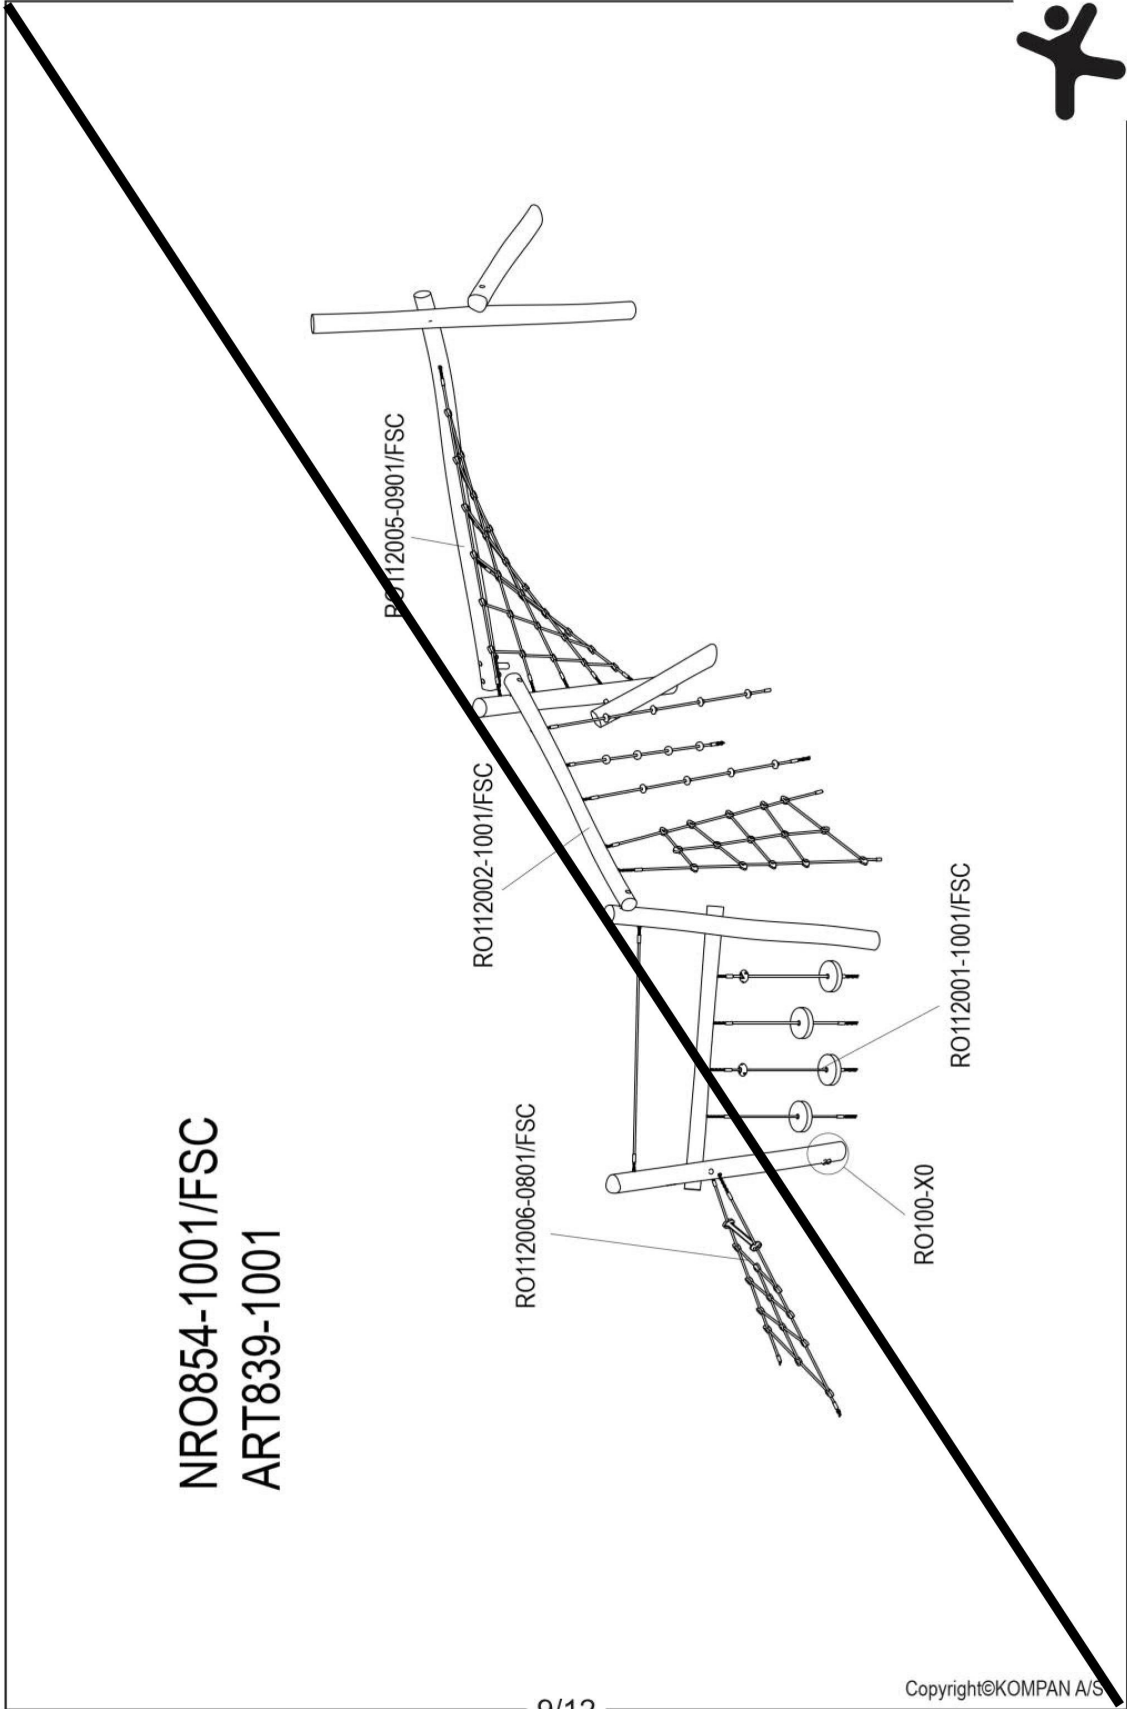 NRO854-1001/FSC
ART839-1001
RO112005-0901/FSC
RO112002-1001/FSC
RO112006-0801/FSC
RO112001-1001/FSC
RO100-X0
Copyright©KOMPAN A/S